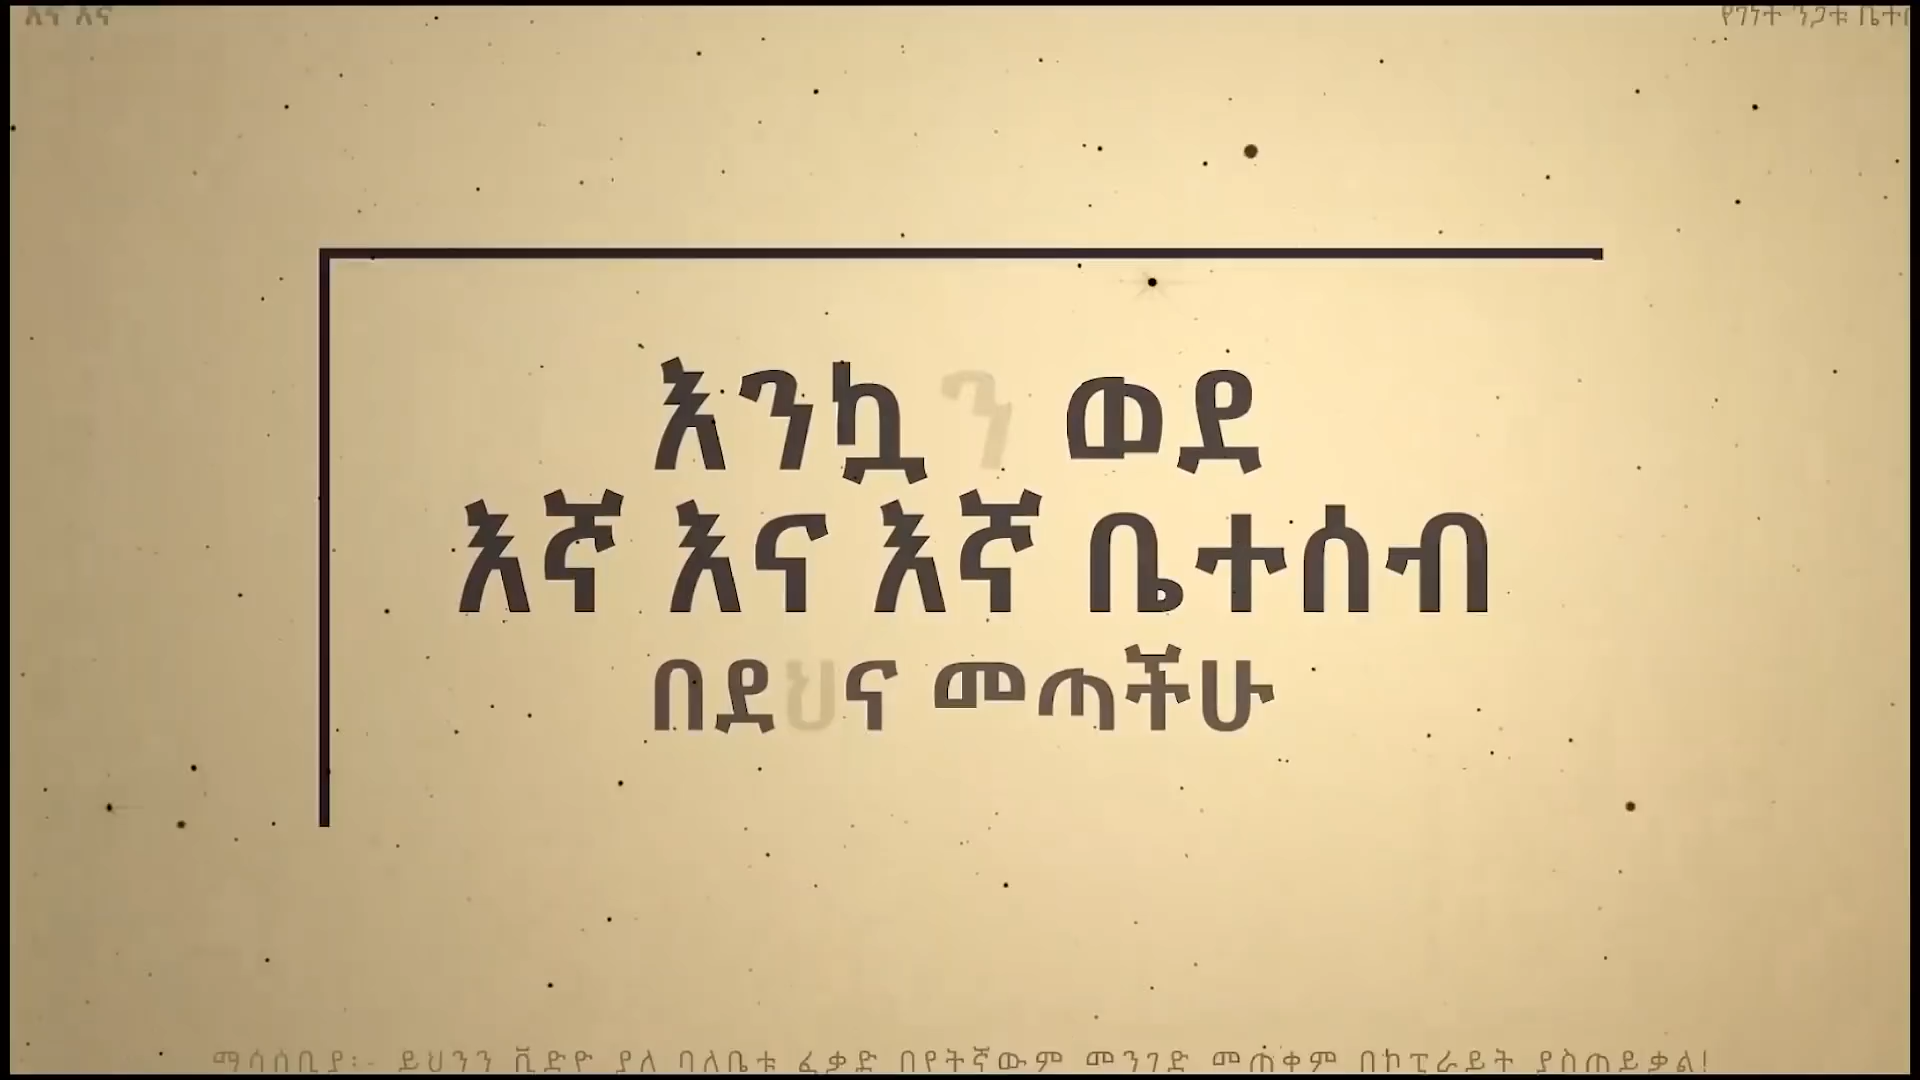 እንኳን ወደ
እኛ እና እኛ ቤተሰብ
በደህና መጣችሁ
ማሳሰቢያ፡- ይህንን ቪድዮ ያለ ባለቤቱ ፈቃድ በየትኛውም መንገድ መጠቀም በኮፒራይት ያስጠይቃል!